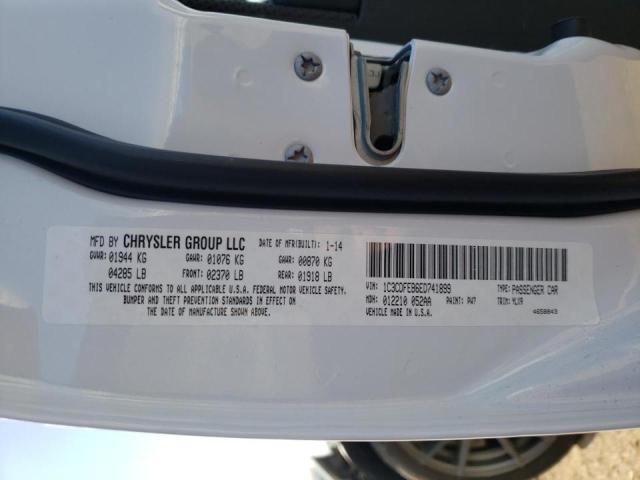 MFD BY CHRYSLER GROUP LLC DATE OF MFR(BUILT): 1-14
GVWR: 01944 KG GAWR: 01076 KG GAWR: 00870 KG
04285 LB FRONT: 02370 LB REAR: 01918 LB
THIS VEHICLE CONFORMS TO ALL APPLICABLE U.S.A. FEDERAL MOTOR VEHICLE SAFETY,
BUMPER AND THEFT PREVENTION STANDARDS IN EFFECT ON
THE DATE OF MANUFACTURE SHOWN ABOVE.
VIN: 1C3CDFEB6ED741899 TYPE: PASSENGER CAR
MDH: 012210 052AA PAINT: PW7 TRIM: YLX9
VEHICLE MADE IN U.S.A. 4658843